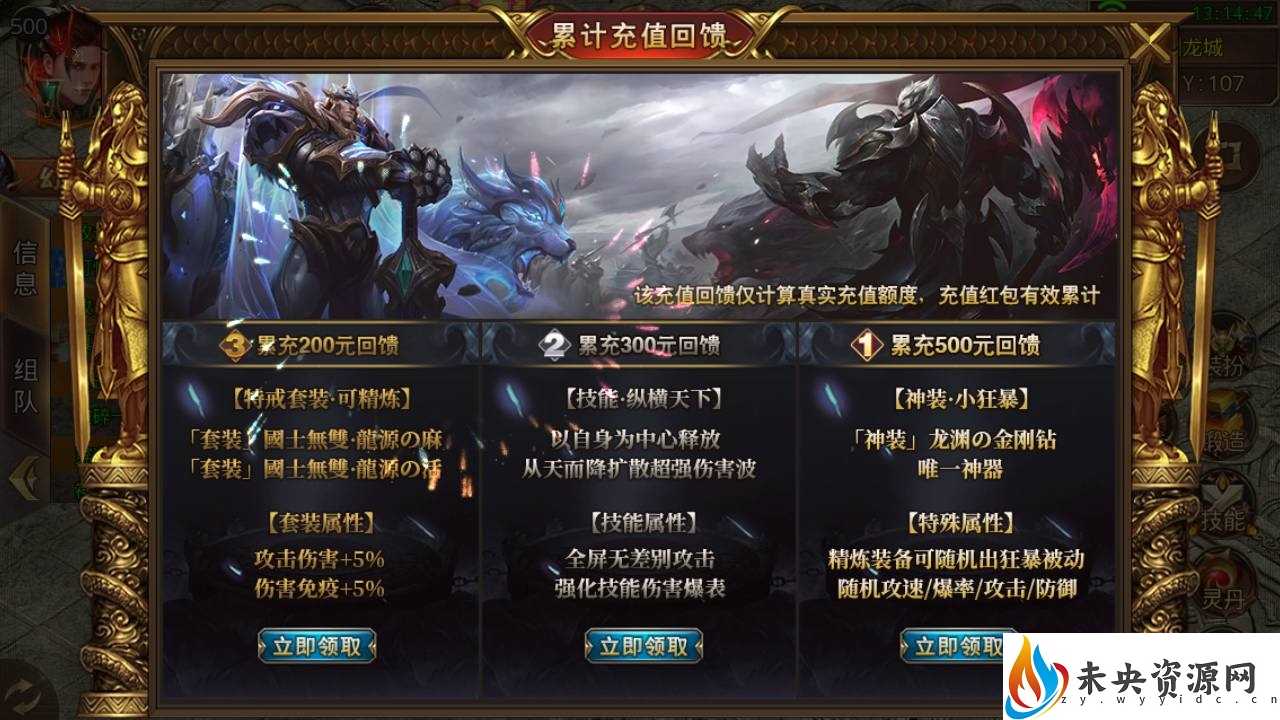 500
累计充值回馈
13:14:47
龙城
Y:107
信息
组队
该充值回馈仅计算真实充值额度,充值红包有效累计
3 累充200元回馈
2 累充300元回馈
1 累充500元回馈
【特戒套装·可精炼】
「套装」國士無雙·龍源の麻
「套装」國士無雙·龍源の活
【套装属性】
攻击伤害+5%
伤害免疫+5%
立即领取
【技能·纵横天下】
以自身为中心释放
从天而降扩散超强伤害波
【技能属性】
全屏无差别攻击
强化技能伤害爆表
立即领取
【神装·小狂暴】
「神装」龙渊の金刚钻
唯一神器
【特殊属性】
精炼装备可随机出狂暴被动
随机攻速/爆率/攻击/防御
立即领取
装扮
锻造
技能
灵丹
未央资源网
zy.wyyidc.cn